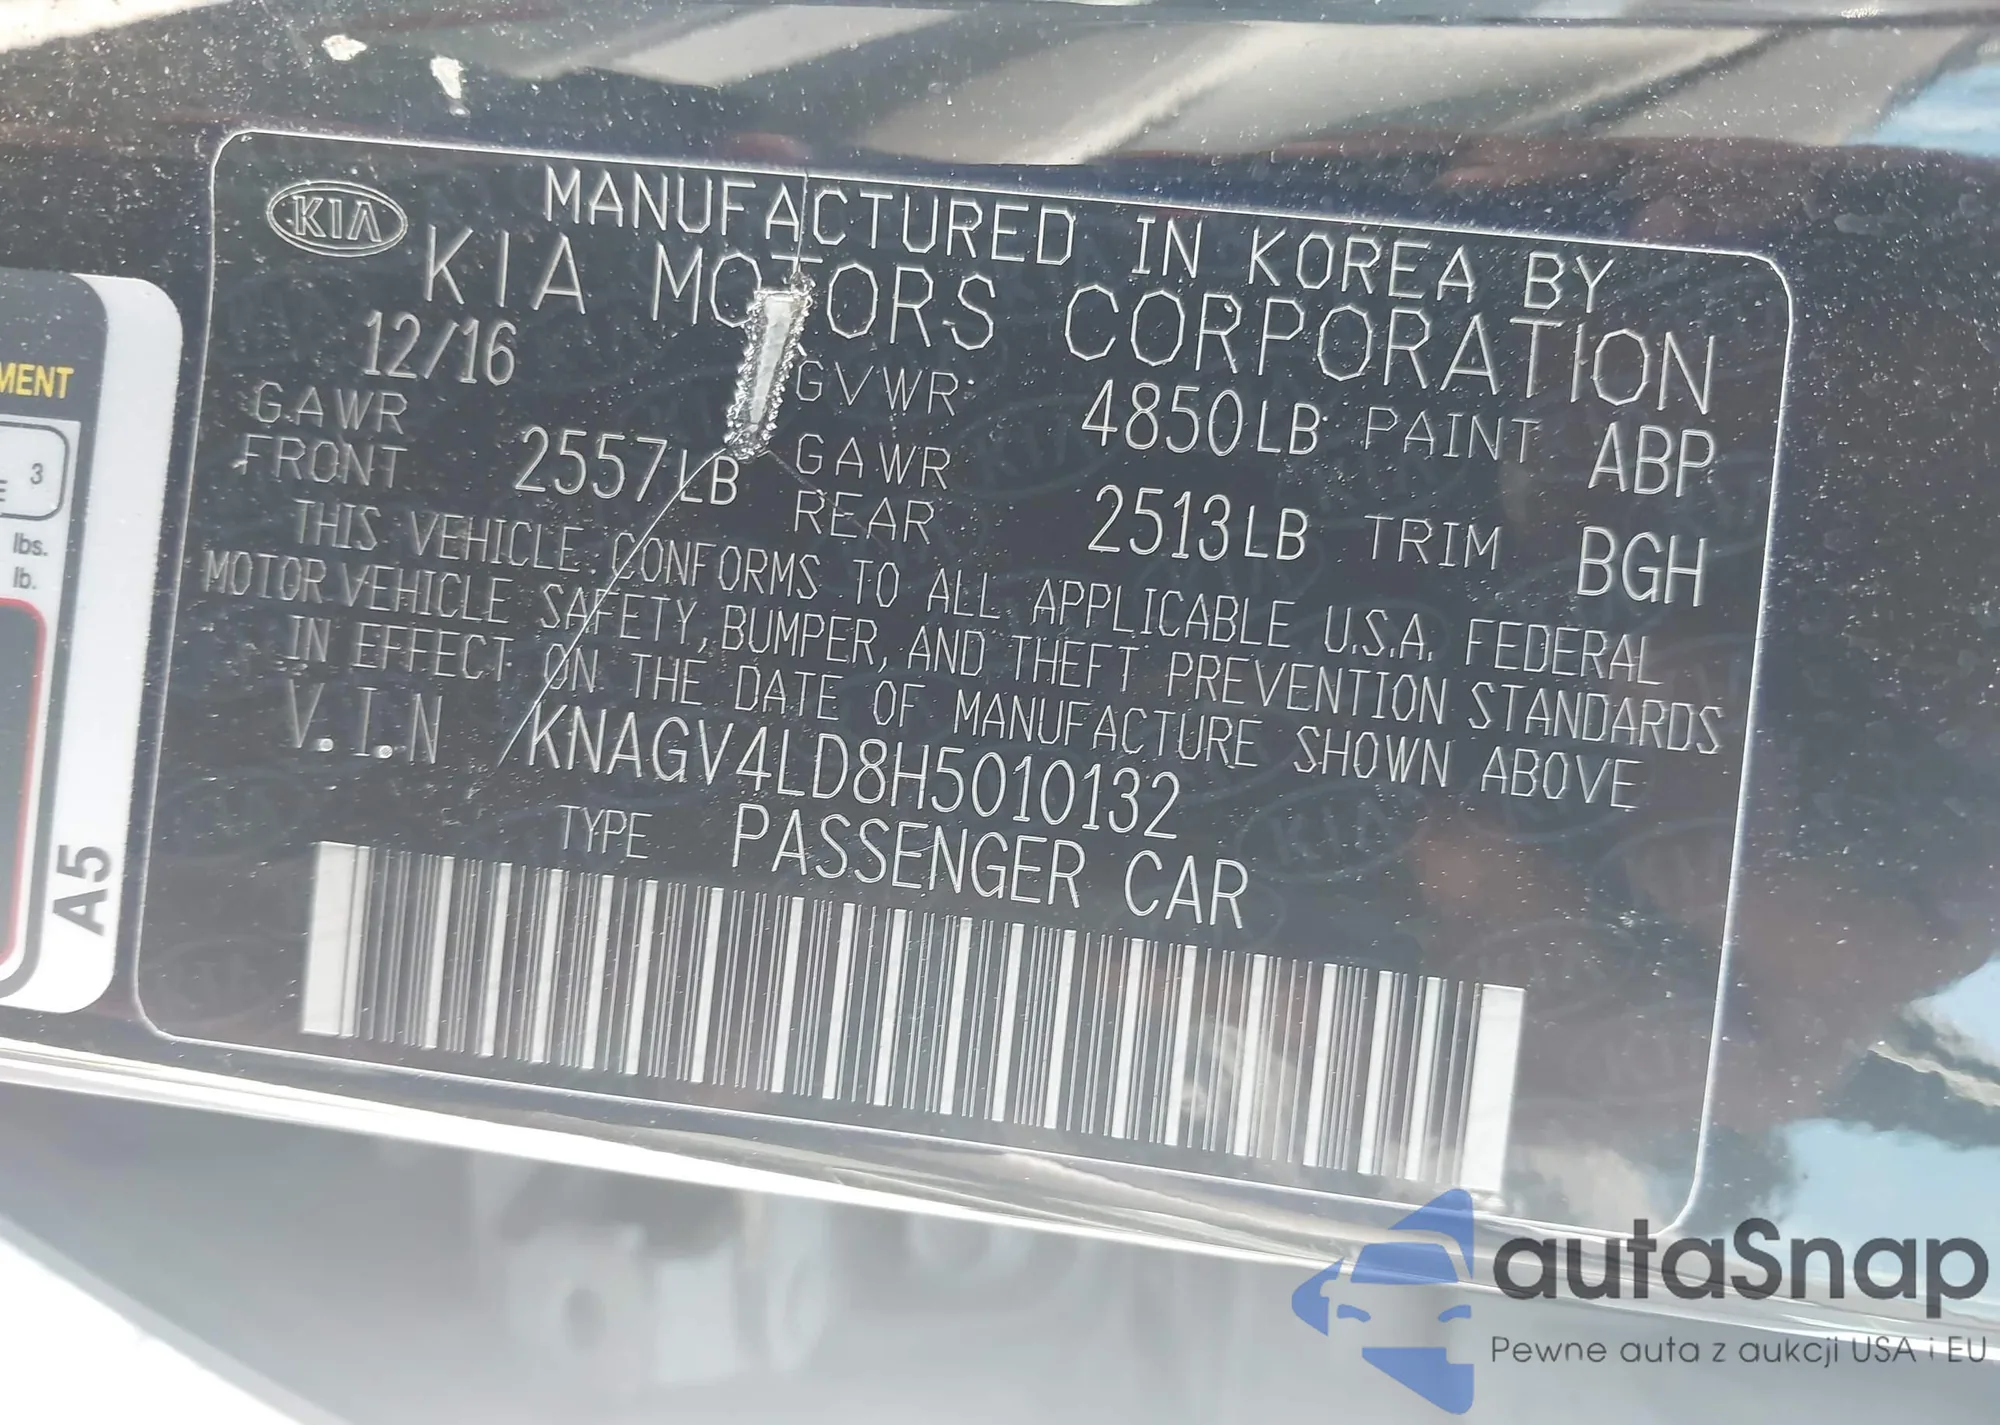 KIA
MANUFACTURED IN KOREA BY
KIA MOTORS CORPORATION
12/16 GVWR: 4850LB PAINT ABP
GAWR FRONT 2557LB GAWR REAR 2513LB TRIM BGH
THIS VEHICLE CONFORMS TO ALL APPLICABLE U.S.A. FEDERAL
MOTOR VEHICLE SAFETY, BUMPER, AND THEFT PREVENTION STANDARDS
IN EFFECT ON THE DATE OF MANUFACTURE SHOWN ABOVE
V.I.N KNAGV4LD8H5010132
TYPE PASSENGER CAR
3
lbs.
lb.
A5
autaSnap
Pewne auta z aukcji USA i EU